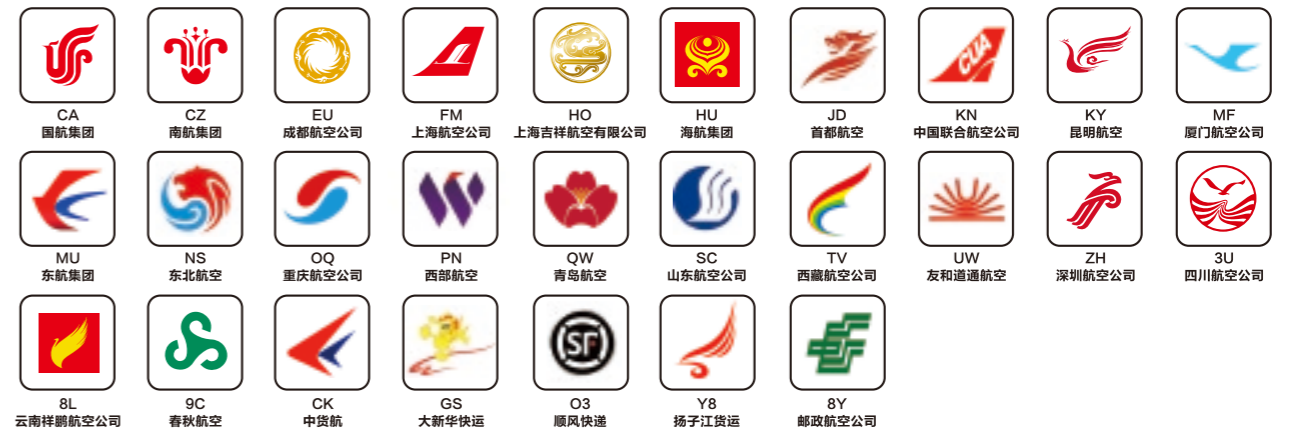 CUA
CA CZ EU FM HO HU JD KN KY MF
国航集团 南航集团 成都航空公司 上海航空公司 上海吉祥航空有限公司 海航集团 首都航空 中国联合航空公司 昆明航空 厦门航空公司
MU NS OQ PN QW SC TV UW ZH 3U
东航集团 东北航空 重庆航空公司 西部航空 青岛航空 山东航空公司 西藏航空公司 友和道通航空 深圳航空公司 四川航空公司
SF
8L 9C CK GS O3 Y8 8Y
云南祥鹏航空公司 春秋航空 中货航 大新华快运 顺风快递 扬子江货运 邮政航空公司